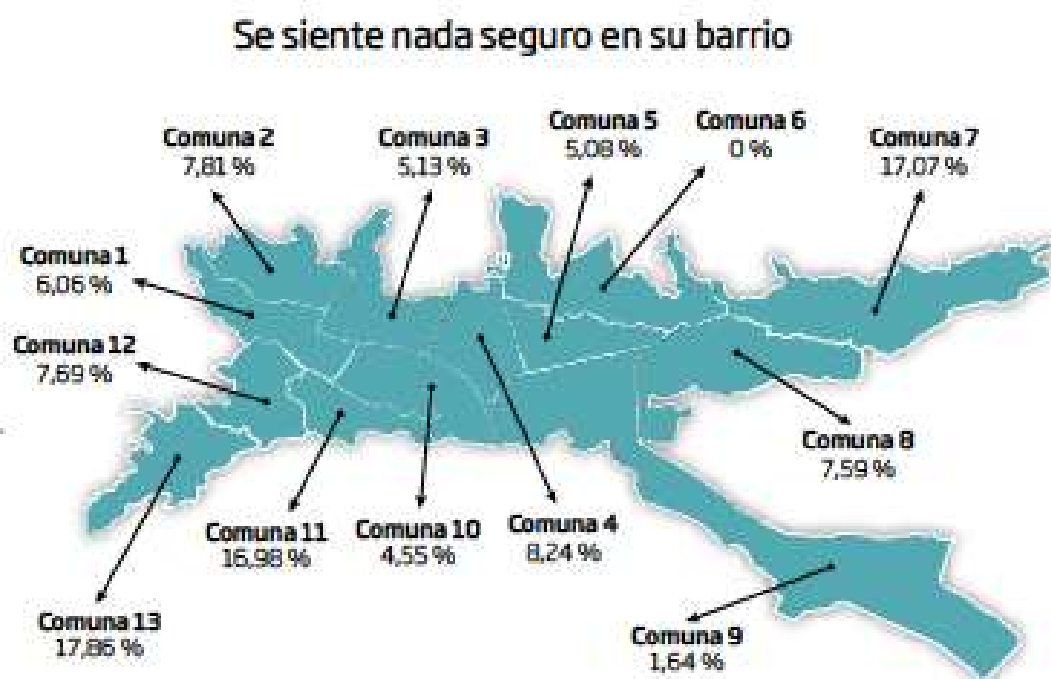 Se siente nada seguro en su barrio
Comuna 2
7,81 %
Comuna 3
5,13 %
Comuna 5
5,08 %
Comuna 6
0 %
Comuna 7
17,07 %
Comuna 1
6,06 %
Comuna 12
7,69 %
Comuna 8
7,59 %
Comuna 11
16,98 %
Comuna 10
4,55 %
Comuna 4
8,24 %
Comuna 13
17,86 %
Comuna 9
1,64 %